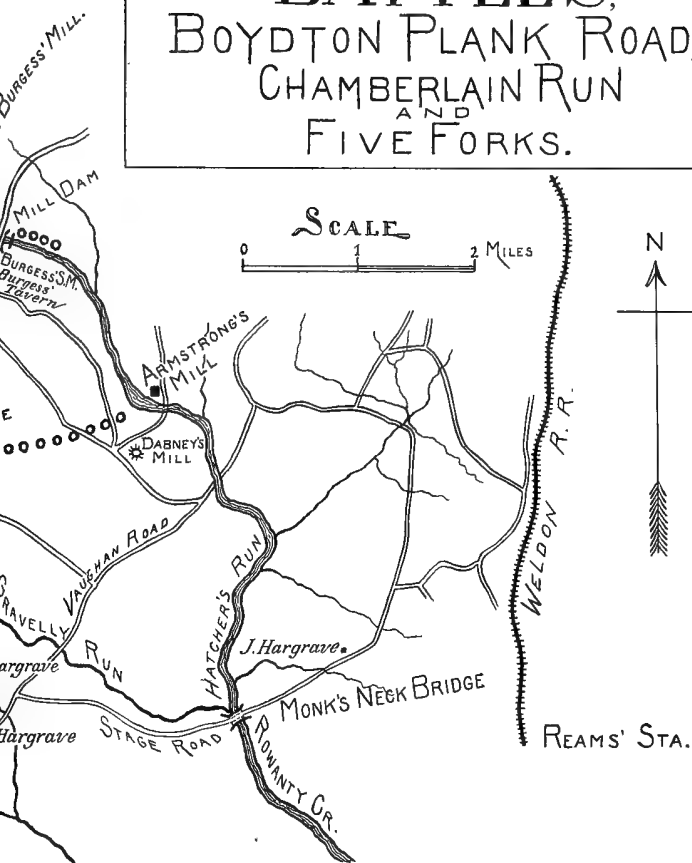 BOYDTON PLANK ROAD,
CHAMBERLAIN RUN
AND
FIVE FORKS.
BURGESS' MILL.
MILL DAM
SCALE
0 1 2 MILES
N
BURGESS' S.M.
Burgess'
Tavern
ARMSTRONG'S
MILL
E
DABNEY'S
MILL
WELDON R.R.
VAUGHAN ROAD
HATCHER'S RUN
GRAVELLY RUN
J. Hargrave
argrave
MONK'S NECK BRIDGE
STAGE ROAD
Hargrave
ROWANTY CR.
REAMS' STA.